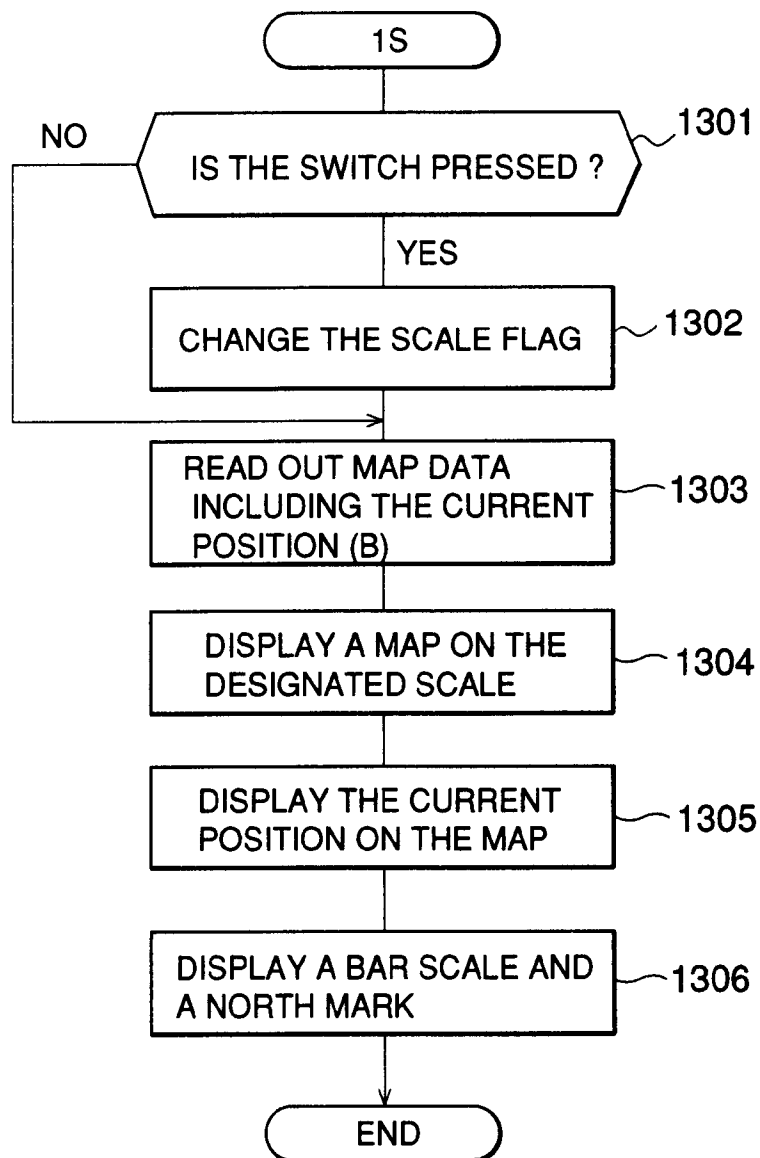 1S
NO
IS THE SWITCH PRESSED ?
1301
YES
CHANGE THE SCALE FLAG
1302
READ OUT MAP DATA
INCLUDING THE CURRENT
POSITION (B)
1303
DISPLAY A MAP ON THE
DESIGNATED SCALE
1304
DISPLAY THE CURRENT
POSITION ON THE MAP
1305
DISPLAY A BAR SCALE AND
A NORTH MARK
1306
END